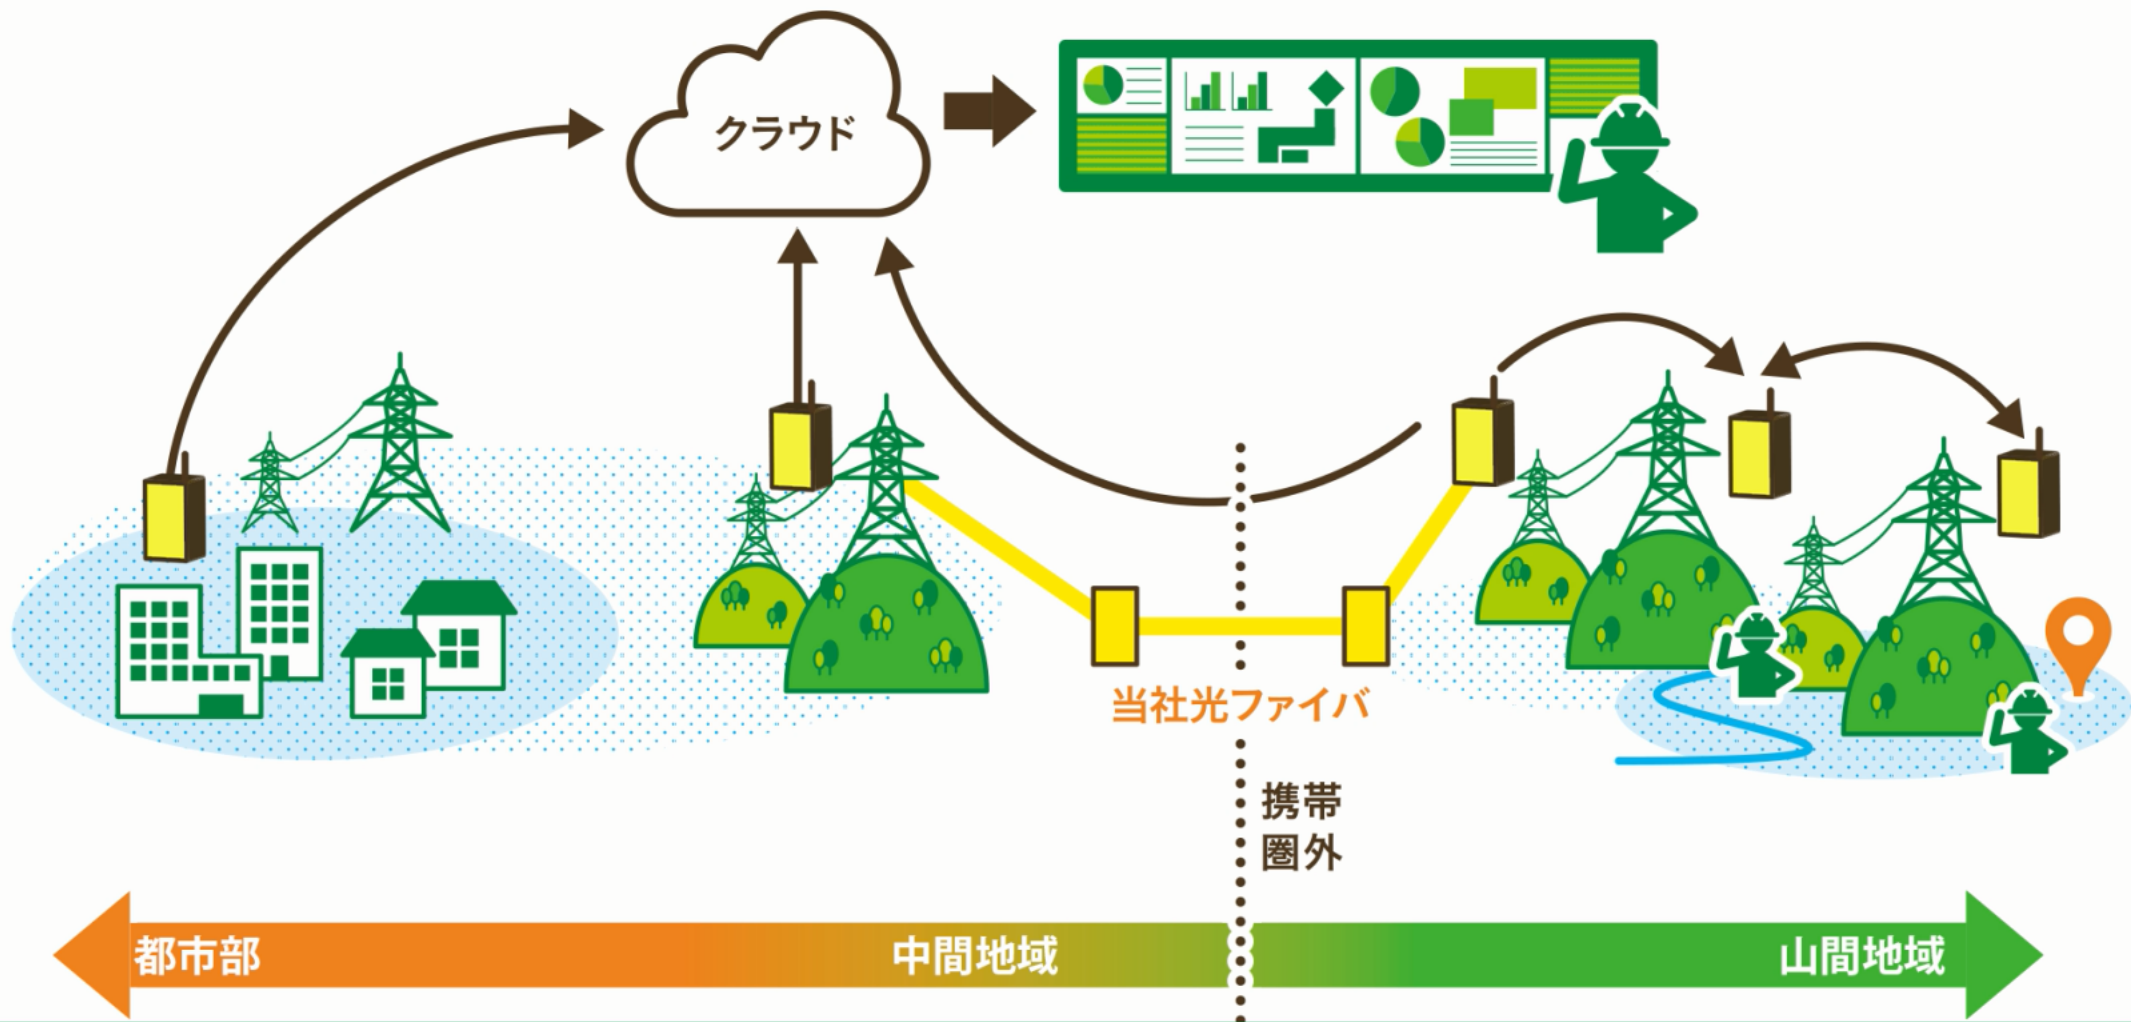 クラウド
当社光ファイバ
携帯
圏外
都市部
中間地域
山間地域